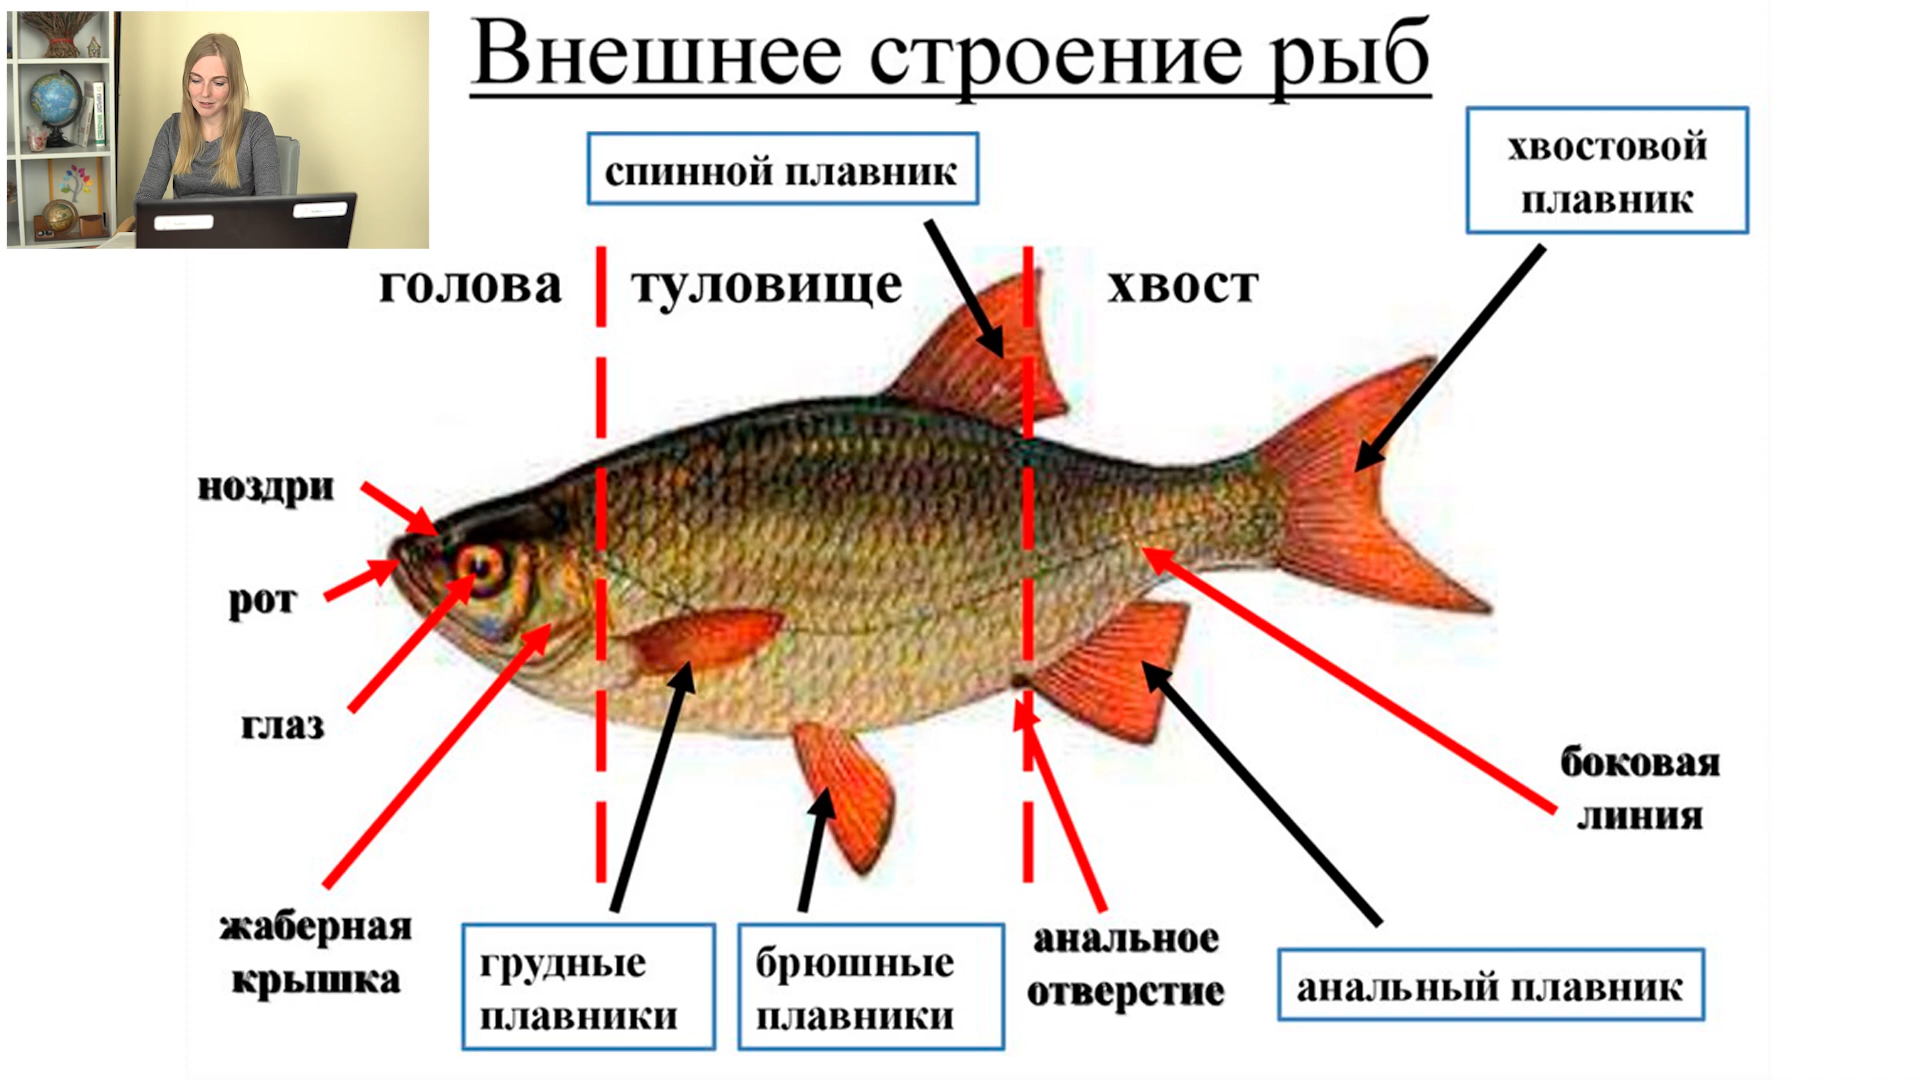 Внешнее строение рыб
спинной плавник
хвостовой
плавник
голова
туловище
хвост
ноздри
рот
глаз
боковая
линия
жаберная
крышка
грудные
плавники
брюшные
плавники
анальное
отверстие
анальный плавник